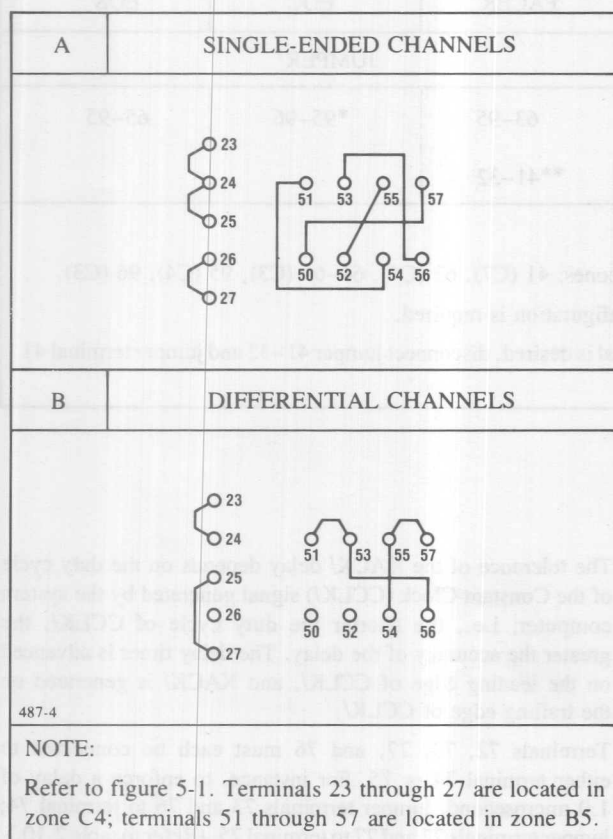 A SINGLE-ENDED CHANNELS
23
24
25
26
27
51 53 55 57
50 52 54 56
B DIFFERENTIAL CHANNELS
23
24
25
26
27
51 53 55 57
50 52 54 56
487-4
NOTE:
Refer to figure 5-1. Terminals 23 through 27 are located in
zone C4; terminals 51 through 57 are located in zone B5.